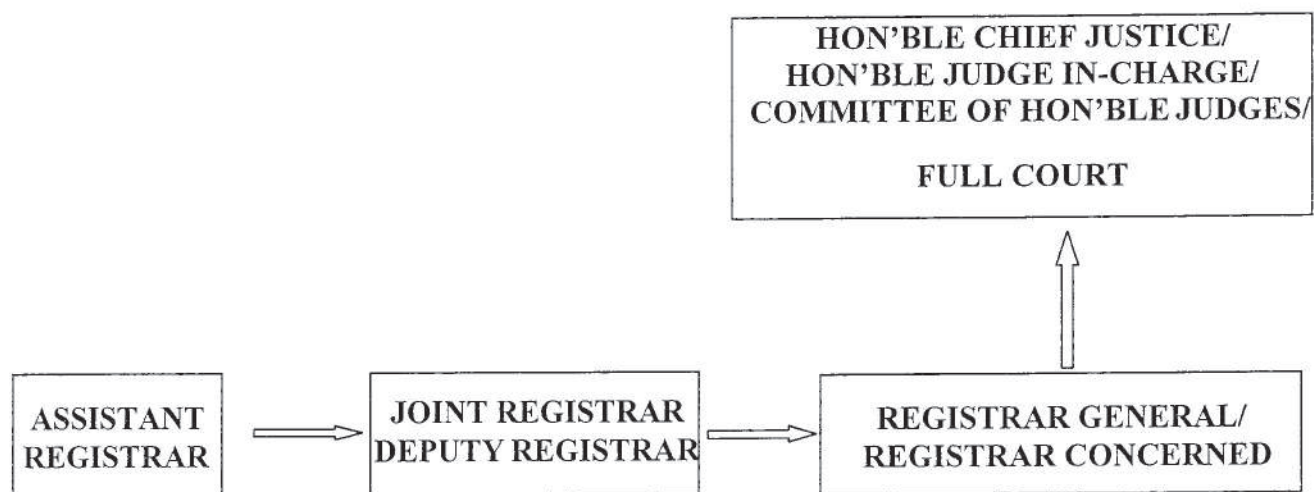 HON'BLE CHIEF JUSTICE/
HON'BLE JUDGE IN-CHARGE/
COMMITTEE OF HON'BLE JUDGES/
FULL COURT
ASSISTANT
REGISTRAR
JOINT REGISTRAR
DEPUTY REGISTRAR
REGISTRAR GENERAL/
REGISTRAR CONCERNED